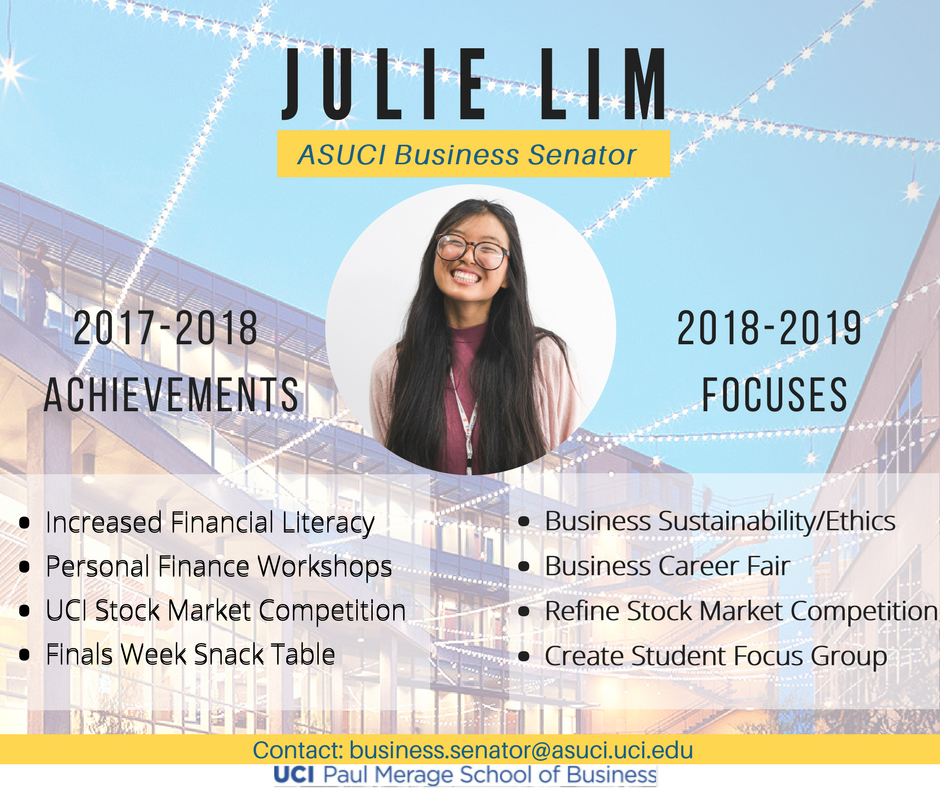 JULIE LIM
ASUCI Business Senator
2017-2018
ACHIEVEMENTS
2018-2019
FOCUSES
• Increased Financial Literacy
• Personal Finance Workshops
• UCI Stock Market Competition
• Finals Week Snack Table
• Business Sustainability/Ethics
• Business Career Fair
• Refine Stock Market Competition
• Create Student Focus Group
Contact: business.senator@asuci.uci.edu
UCI Paul Merage School of Business